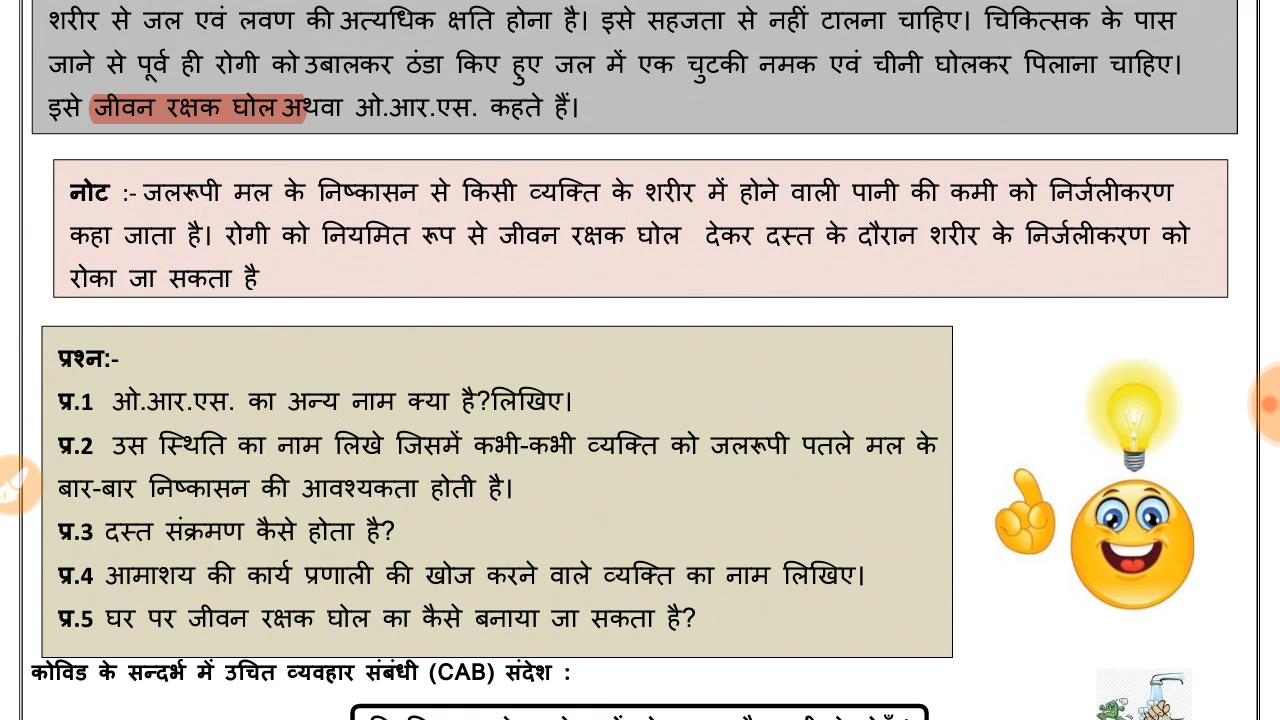 शरीर से जल एवं लवण की अत्यधिक क्षति होना है। इसे सहजता से नहीं टालना चाहिए। चिकित्सक के पास
जाने से पूर्व ही रोगी को उबालकर ठंडा किए हुए जल में एक चुटकी नमक एवं चीनी घोलकर पिलाना चाहिए।
इसे जीवन रक्षक घोल अथवा ओ.आर.एस. कहते हैं।
नोट :- जलरूपी मल के निष्कासन से किसी व्यक्ति के शरीर में होने वाली पानी की कमी को निर्जलीकरण
कहा जाता है। रोगी को नियमित रूप से जीवन रक्षक घोल देकर दस्त के दौरान शरीर के निर्जलीकरण को
रोका जा सकता है
प्रश्न:-
प्र.1 ओ.आर.एस. का अन्य नाम क्या है?लिखिए।
प्र.2 उस स्थिति का नाम लिखे जिसमें कभी-कभी व्यक्ति को जलरूपी पतले मल के
बार-बार निष्कासन की आवश्यकता होती है।
प्र.3 दस्त संक्रमण कैसे होता है?
प्र.4 आमाशय की कार्य प्रणाली की खोज करने वाले व्यक्ति का नाम लिखिए।
प्र.5 घर पर जीवन रक्षक घोल का कैसे बनाया जा सकता है?
कोविड के सन्दर्भ में उचित व्यवहार संबंधी (CAB) संदेश :